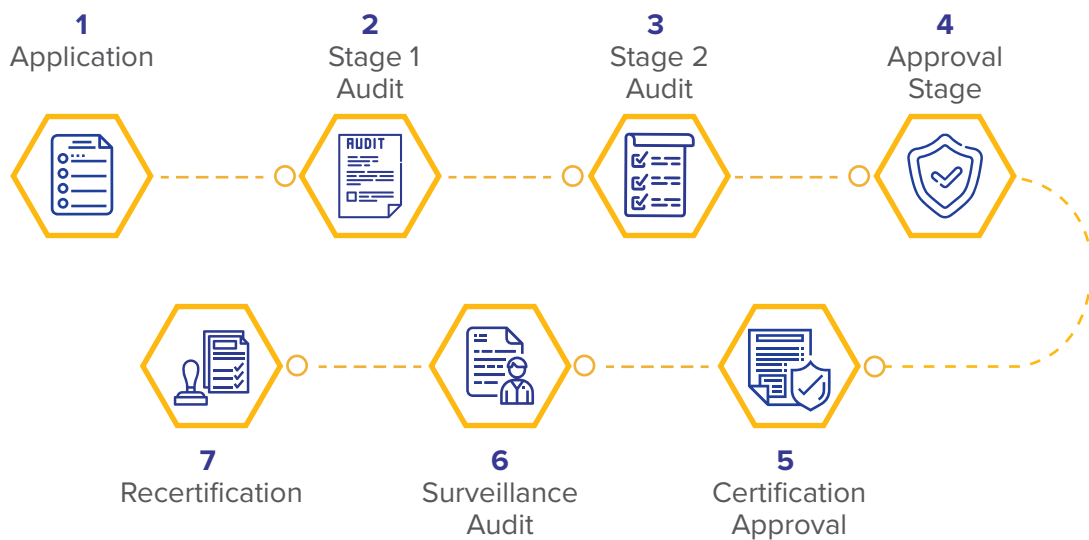 1
Application
2
Stage 1
Audit
3
Stage 2
Audit
4
Approval
Stage
AUDIT
7
Recertification
6
Surveillance
Audit
5
Certification
Approval